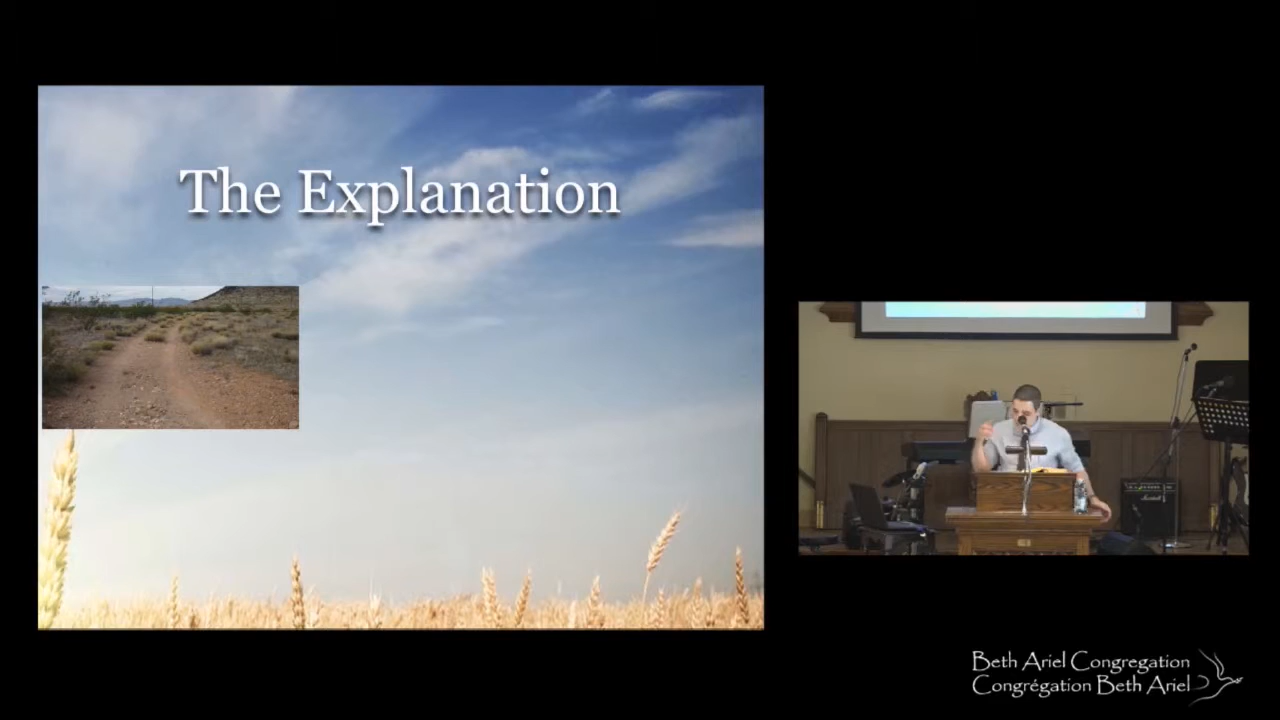 The Explanation
Beth Ariel Congregation
Congrégation Beth Ariel